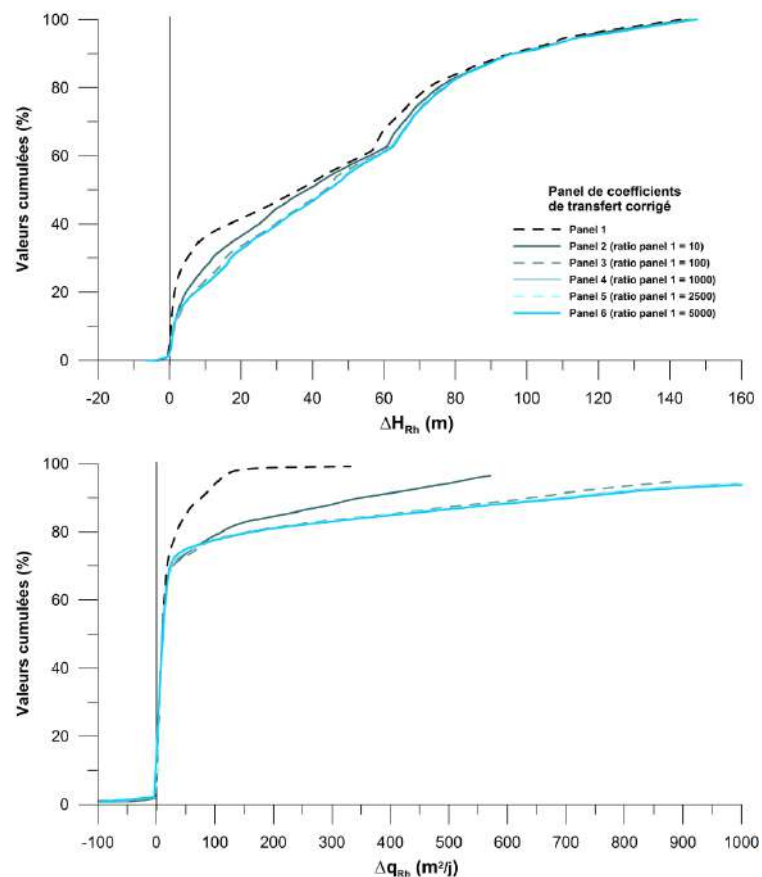 100
80
60
40
20
0
Valeurs cumulées (%)
Panel de coefficients
de transfert corrigé
Panel 1
Panel 2 (ratio panel 1 = 10)
Panel 3 (ratio panel 1 = 100)
Panel 4 (ratio panel 1 = 1000)
Panel 5 (ratio panel 1 = 2500)
Panel 6 (ratio panel 1 = 5000)
-20 0 20 40 60 80 100 120 140 160
ΔH_Rh (m)
100
80
60
40
20
0
Valeurs cumulées (%)
-100 0 100 200 300 400 500 600 700 800 900 1000
Δq_Rh (m²/j)